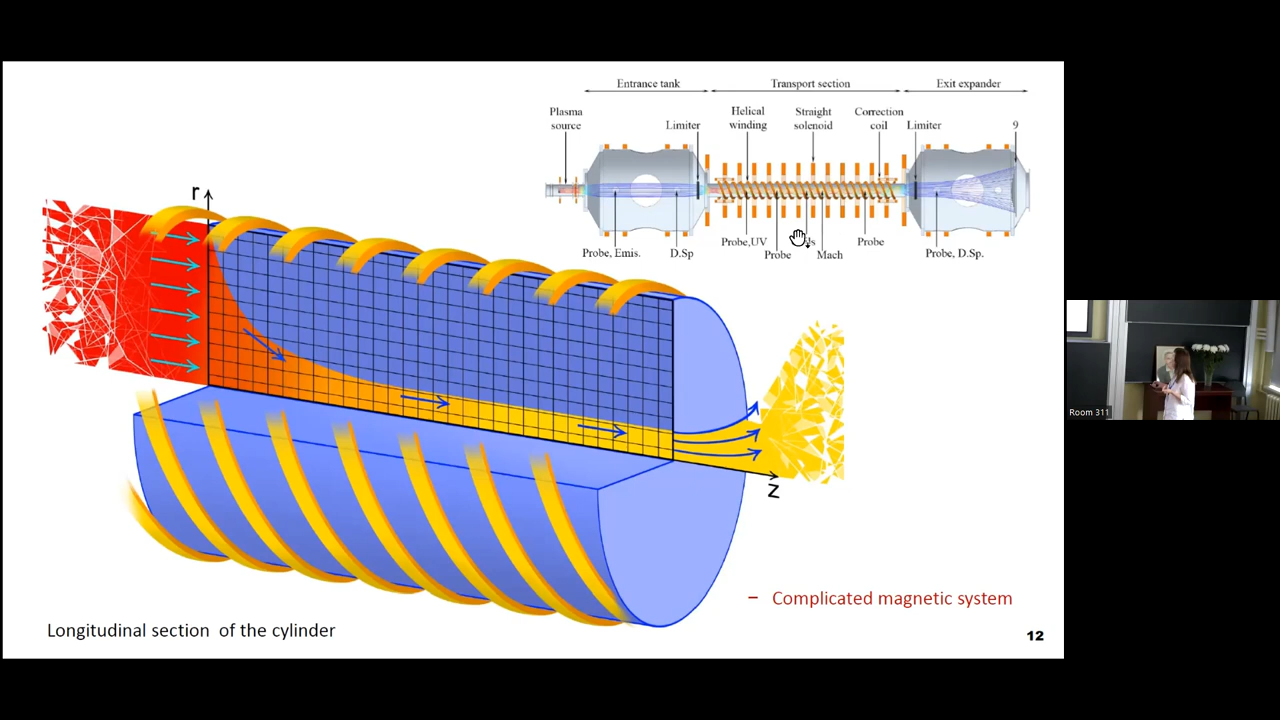 Entrance tank
Transport section
Exit expander
Plasma
source
Limiter
Helical
winding
Straight
solenoid
Correction
coil
Limiter
9
Probe, Emis.
D.Sp
Probe,UV
Probe
Mach
Probe
Probe, D.Sp.
r
z
– Complicated magnetic system
Longitudinal section of the cylinder
12
Room 311